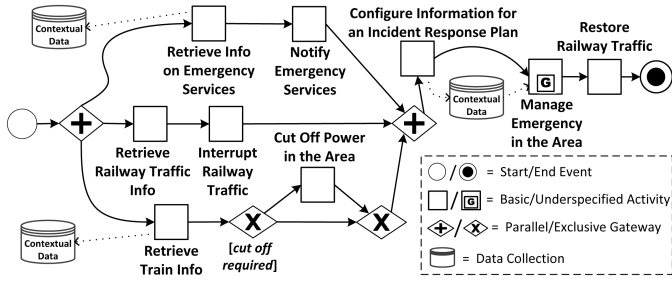 Contextual
Data
Retrieve Info
on Emergency
Services
Notify
Emergency
Services
Configure Information for
an Incident Response Plan
Contextual
Data
G
Manage
Emergency
in the Area
Restore
Railway Traffic
Retrieve
Railway Traffic
Info
Interrupt
Railway
Traffic
Cut Off Power
in the Area
Contextual
Data
Retrieve
Train Info
X
[cut off
required]
X
/ = Start/End Event
/ G = Basic/Underspecified Activity
/ X = Parallel/Exclusive Gateway
= Data Collection